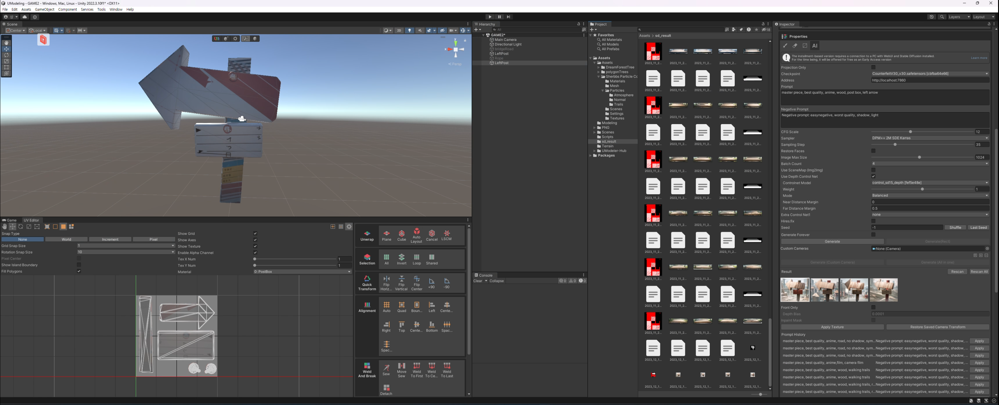 UModeling - GAME2 - Windows, Mac, Linux - Unity 2022.3.10f1* <DX11>
File Edit Assets GameObject Component Services Tools Window Help
상
Layers Layout
Scene
Center Local
2D
y
x
Persp
イ
つ
日
Hierarchy
All
GAME2*
Main Camera
Directional Light
bridgeRoad
LeftPost
Rope
LeftPost
Console
Clear Collapse 0 0 0
Project
18
Favorites
All Materials
All Models
All Prefabs
Assets
Assets
DreamForestTree
polygonTrees
Sherbbs Particle Cc
Materials
Mesh
Particles
Atmosphere
Normal
Trails
Scenes
Settings
Textures
Modeling
PNG
Scenes
Scripts
sd_result
Terrain
UModeler-Hub
Packages
Assets > sd_result
2023_11_2... 2023_11_2... 2023_11_2... 2023_11_2... 2023_11_2...
2023_11_2... 2023_11_2... 2023_11_2... 2023_11_2... 2023_11_2...
2023_11_2... 2023_11_2... 2023_11_2... 2023_11_2... 2023_11_2...
2023_11_2... 2023_11_2... 2023_11_2... 2023_11_2... 2023_11_2...
2023_11_2... 2023_11_2... 2023_11_2... 2023_11_2... 2023_11_2...
2023_11_2... 2023_11_2... 2023_11_2... 2023_11_2... 2023_11_2...
2023_11_2... 2023_11_2... 2023_11_2... 2023_11_2... 2023_11_2...
2023_11_2... 2023_11_2... 2023_11_2... 2023_11_2... 2023_11_2...
2023_11_2... 2023_11_2... 2023_11_2... 2023_11_2... 2023_11_2...
2023_11_2... 2023_11_2... 2023_11_2... 2023_11_2... 2023_11_2...
2023_11_2... 2023_11_2... 2023_11_2... 2023_11_2... 2023_11_2...
2023_12_1... 2023_12_1... 2023_12_1... 2023_12_1... 2023_12_1...
2023_12_1... 2023_12_1... 2023_12_1... 2023_12_1... 2023_12_1...
Inspector
Properties
AI
The installment-based version requires a connection to a PC with WebUI and Stable Diffusion installed.
For the time being, it will be offered for free as an Early Access version
Learn more
Projection Only
Checkpoint CounterfeitV30_v30.safetensors [cbfba64e66]
Address http://localhost:7860
Prompt
master piece, best quality, anime, wood, post box, left arrow
Negative Prompt
Negative prompt: easynegative, worst quality, shadow, light
CFG Scale 12
Sampler DPM++ 2M SDE Karras
Sampling Step 35
Restore Faces
Image Max Size 1024
Batch Count 4
Use SceneMap (Img2Img)
Use Depth Control Net
Controlnet Model control_sd15_depth [fef5e48e]
Weight 1
Mode Balanced
Near Distance Margin 0
Far Distance Margin 0.5
Extra Control Net1 none
Hires.fix
Seed -1 Shuffle Last Seed
Generate Forever
Generate Generate(Rect)
Custom Cameras None (Camera)
Generate (Custom Camera) Generate (All in one)
Result Rescan Rescan All
Front Only
Depth Bias 0.0001
Inpaint Mask
Apply Texture Restore Saved Camera Transform
Prompt History
master piece, best quality, anime, road, no shadow, sym... Negative prompt: easynegative, worst quality, shadow, ... Apply
master piece, best quality, anime, road, no shadow, sym... Negative prompt: easynegative, worst quality, shadow, ... Apply
master piece, best quality, anime, road, no shadow, sym... Negative prompt: easynegative, worst quality, shadow, ... Apply
master piece, best quality, anime,film, camera film Negative prompt: easynegative, worst quality, shadow, ... Apply
master piece, best quality, anime, wood, walking trails Negative prompt: easynegative, worst quality, shadow, ... Apply
master piece, best quality, anime, wood, walking trails Negative prompt: easynegative, worst quality, shadow, ... Apply
master piece, best quality, anime, wood, walking trails, r... Negative prompt: easynegative, worst quality, shadow, ... Apply
master piece, best quality, anime, wood, walking trails, r... Negative prompt: easynegative, worst quality, shadow, ... Apply
Game UV Editor
Snap Type
None World Increment Pixel
Grid Snap Size 1
Rotation Snap Size 10
Pixel Center
Show Island Boundary
Fill Polygons
Show Grid
Show Axes
Show Texture
Enable Alpha Channel
Tex X Num 1
Tex Y Num 1
Material 0: PostBox
Unwrap Plane Cube Auto Layout Cancel LSCM
Selection All Invert Loop Shared
Quick Transform Flip Horiz... Flip Vertical Flip Center +90 -90
Alignment Auto Quad Boun... Left Cente...
Right Top Cente... Bottom Spac...
Spac...
Weld And Break Sew Move Sew Weld To First Weld To Ce... Weld To Last
Detach